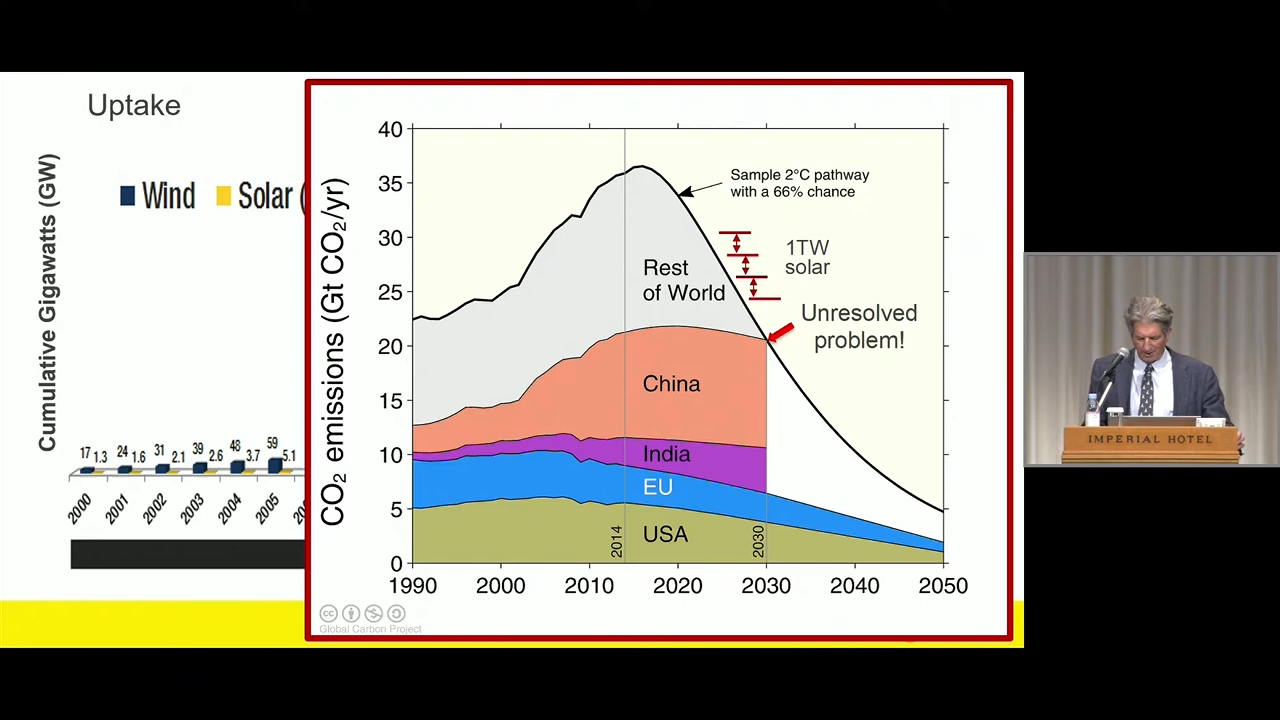 Uptake
Cumulative Gigawatts (GW)
Wind
Solar (
17 1.3 24 1.6 31 2.1 39 2.6 48 3.7 59 5.1
2000 2001 2002 2003 2004 2005 20
CO₂ emissions (Gt CO₂/yr)
40
35
30
25
20
15
10
5
0
1990 2000 2010 2020 2030 2040 2050
Sample 2°C pathway
with a 66% chance
1TW
solar
Rest
of World
Unresolved
problem!
China
India
EU
USA
2014
2030
cc
Global Carbon Project
IMPERIAL HOTEL